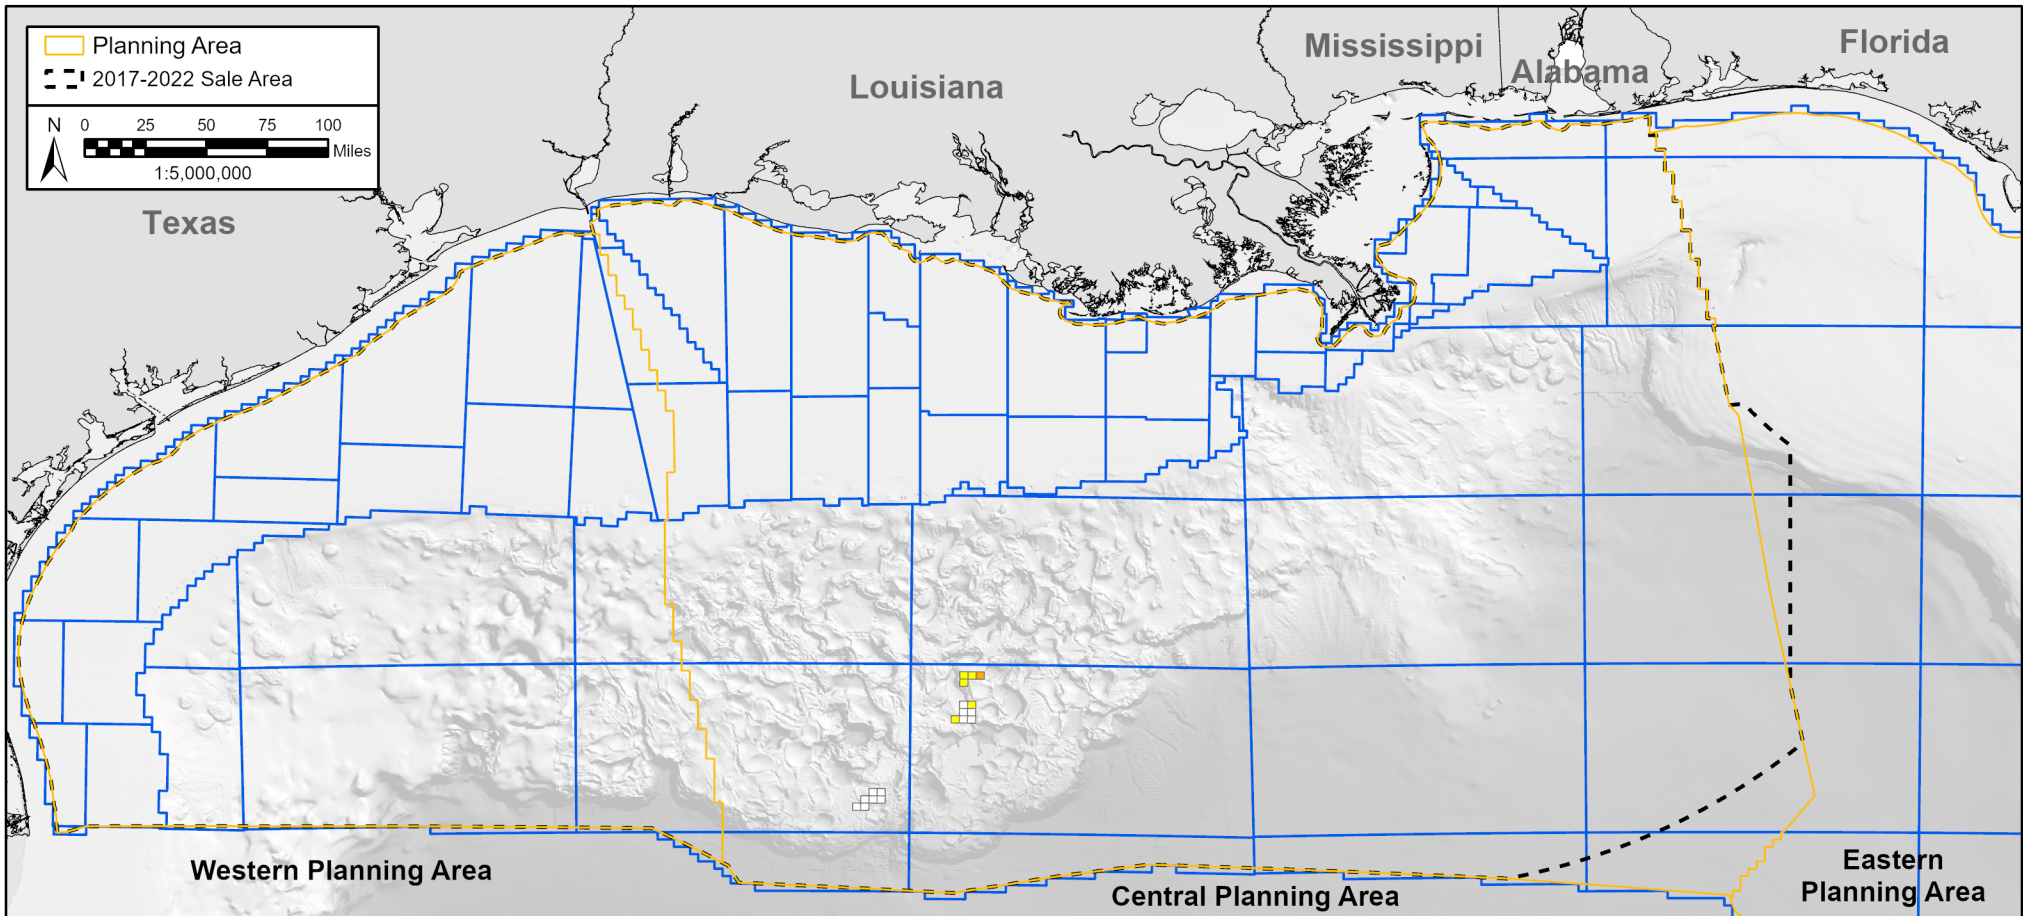 Planning Area
2017-2022 Sale Area
N
0 25 50 75 100
Miles
1:5,000,000
Texas
Louisiana
Mississippi
Alabama
Florida
Western Planning Area
Central Planning Area
Eastern
Planning Area